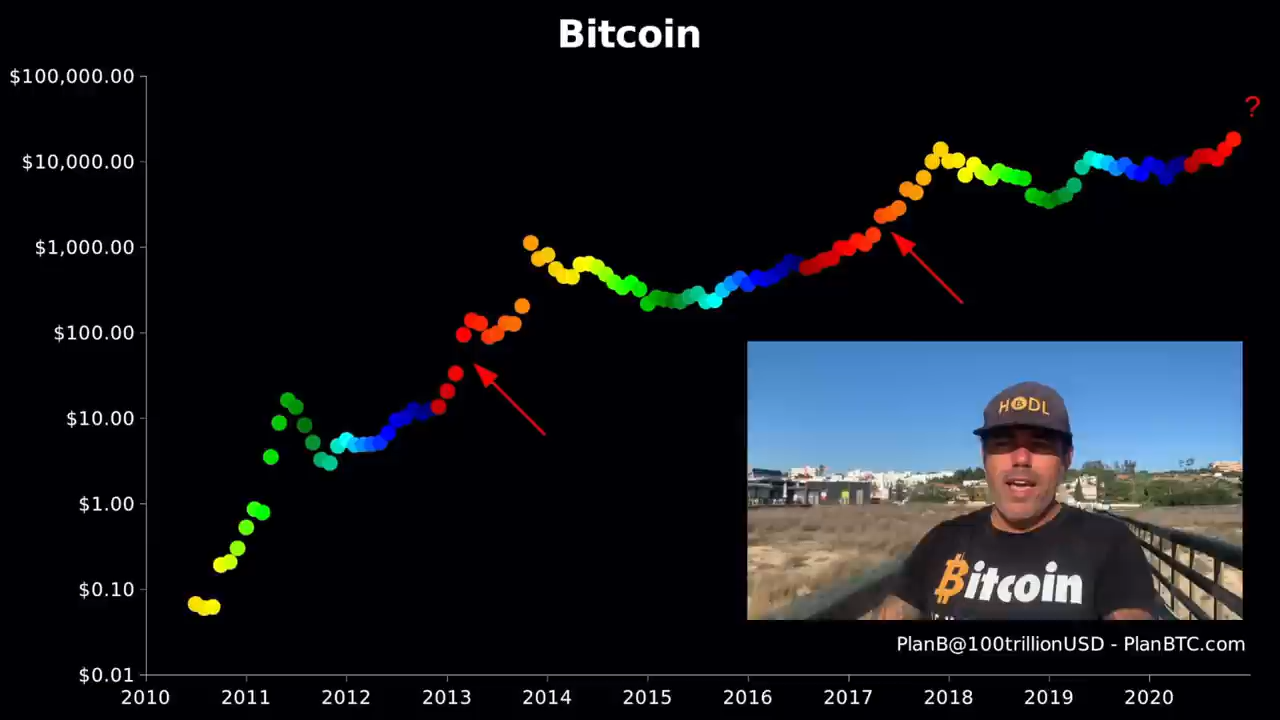 Bitcoin
$100,000.00
?
$10,000.00
$1,000.00
$100.00
$10.00
$1.00
$0.10
$0.01
HODL
Bitcoin
PlanB@100trillionUSD - PlanBTC.com
2010 2011 2012 2013 2014 2015 2016 2017 2018 2019 2020